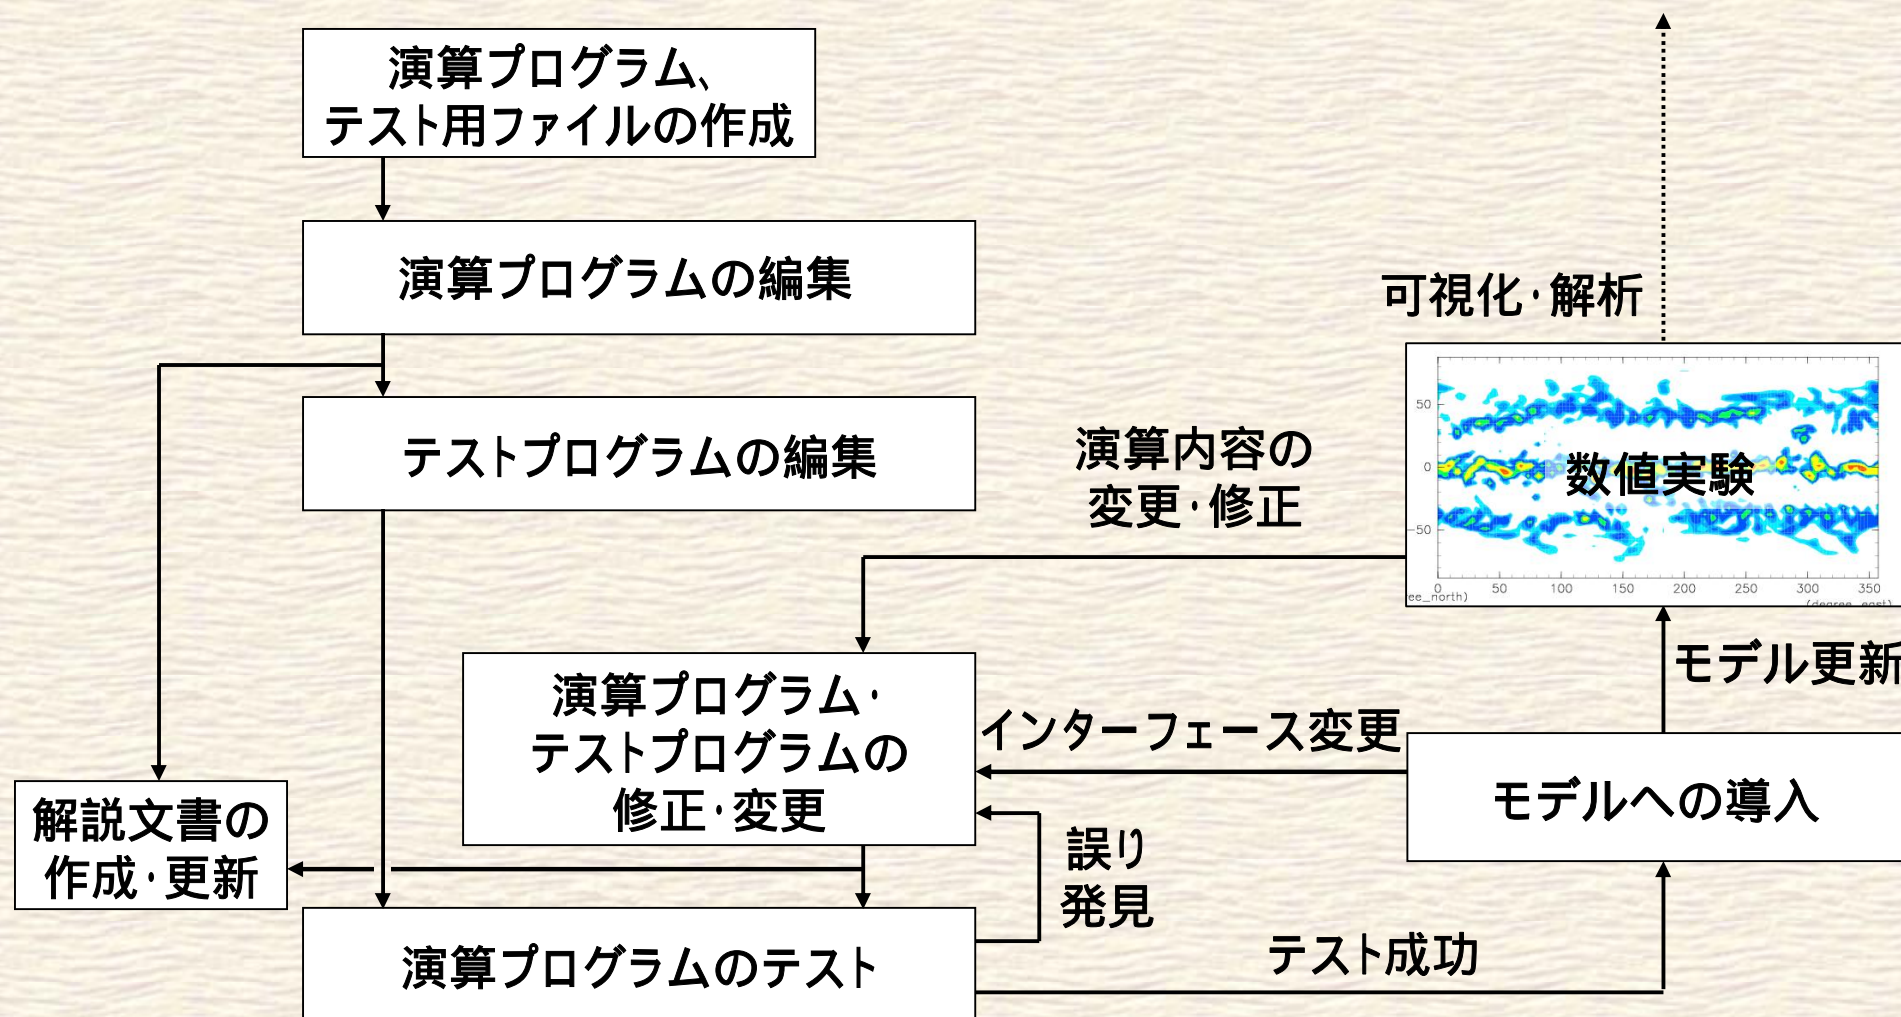 演算プログラム、
テスト用ファイルの作成
演算プログラムの編集
テストプログラムの編集
可視化・解析
演算内容の
変更・修正
50
0
-50
数値実験
0 50 100 150 200 250 300 350
ee_north) (degree_east)
モデル更新
演算プログラム・
テストプログラムの
修正・変更
インターフェース変更
モデルへの導入
解説文書の
作成・更新
誤り
発見
演算プログラムのテスト
テスト成功